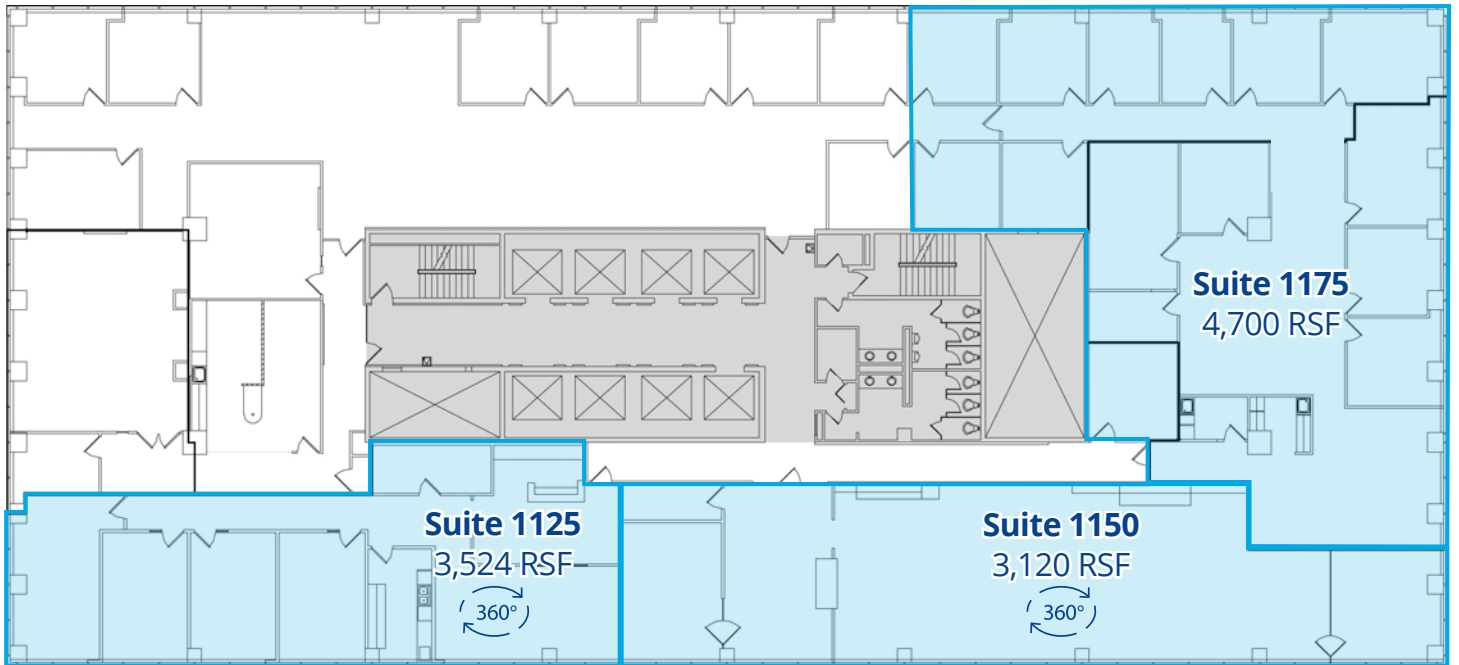 Suite 1175
4,700 RSF
Suite 1125
3,524 RSF
360°
Suite 1150
3,120 RSF
360°